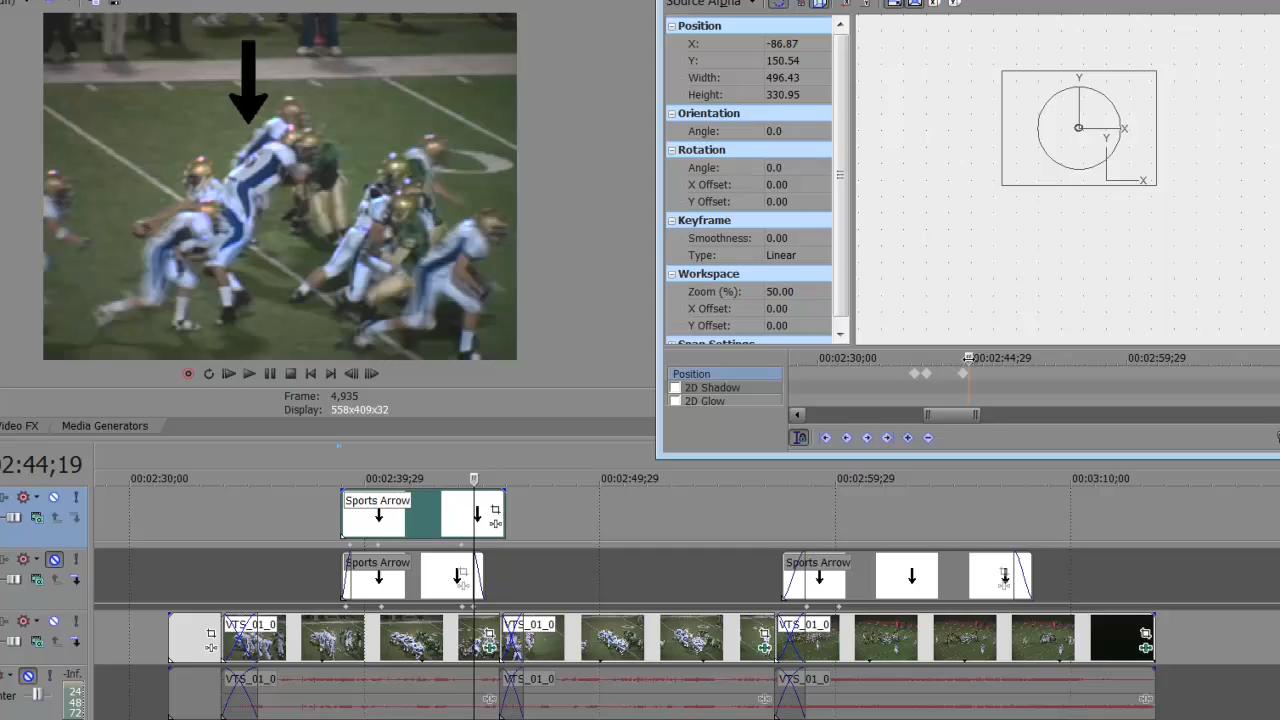 Source Alpha
Position
X: -86.87
Y: 150.54
Width: 496.43
Height: 330.95
Orientation
Angle: 0.0
Rotation
Angle: 0.0
X Offset: 0.00
Y Offset: 0.00
Keyframe
Smoothness: 0.00
Type: Linear
Workspace
Zoom (%): 50.00
X Offset: 0.00
Y Offset: 0.00
Snap Settings
Y
X
Y
X
00:02:30;00 00:02:44;29 00:02:59;29
Position
2D Shadow
2D Glow
Frame: 4,935
Display: 558x409x32
Video FX Media Generators
02:44;19
00:02:30;00 00:02:39;29 00:02:49;29 00:02:59;29 00:03:10;00
Sports Arrow
Sports Arrow Sports Arrow
VTS_01_0 VTS_01_0 VTS_01_0
VTS_01_0 VTS_01_0 VTS_01_0
-Inf.
24
48
72